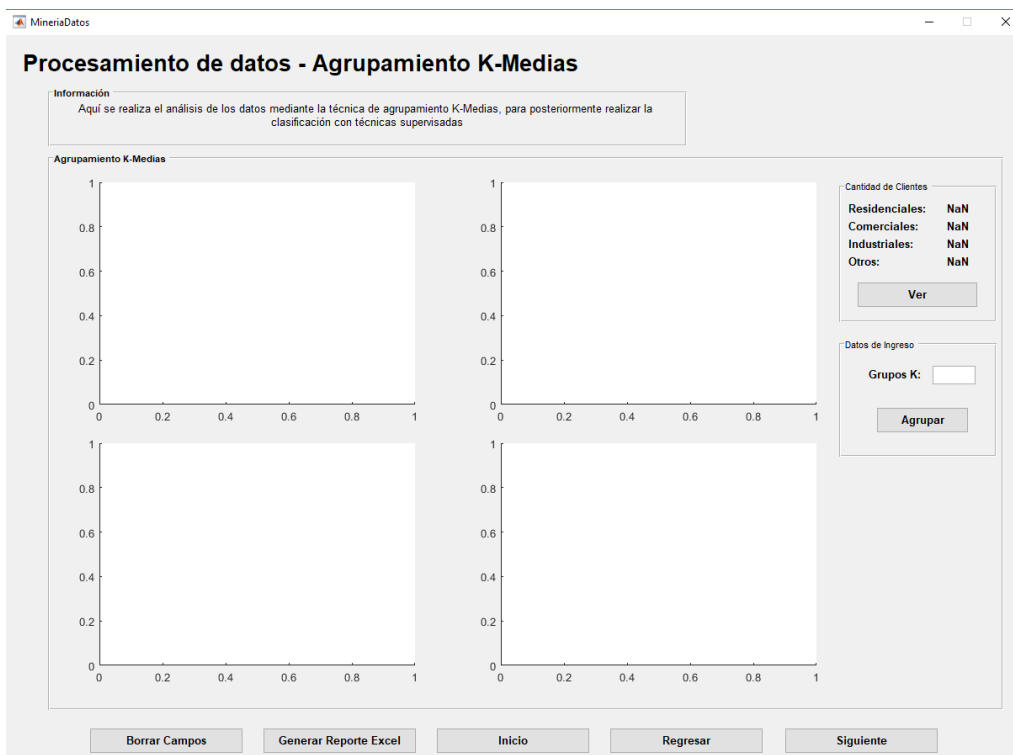 MineriaDatos
Procesamiento de datos - Agrupamiento K-Medias
Información
Aquí se realiza el análisis de los datos mediante la técnica de agrupamiento K-Medias, para posteriormente realizar la
clasificación con técnicas supervisadas
Agrupamiento K-Medias
1
0.8
0.6
0.4
0.2
0
0 0.2 0.4 0.6 0.8 1
1
0.8
0.6
0.4
0.2
0
0 0.2 0.4 0.6 0.8 1
Cantidad de Clientes
Residenciales: NaN
Comerciales: NaN
Industriales: NaN
Otros: NaN
Ver
Datos de Ingreso
Grupos K:
Agrupar
1
0.8
0.6
0.4
0.2
0
0 0.2 0.4 0.6 0.8 1
1
0.8
0.6
0.4
0.2
0
0 0.2 0.4 0.6 0.8 1
Borrar Campos Generar Reporte Excel Inicio Regresar Siguiente